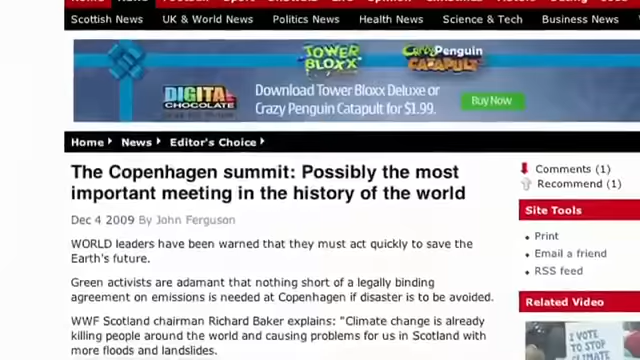 Scottish News UK & World News Politics News Health News Science & Tech Business News
TOWER BLOXX
Crazy Penguin CATAPULT
DIGITAL CHOCOLATE
Download Tower Bloxx Deluxe or
Crazy Penguin Catapult for $1.99.
Buy Now
Home News Editor's Choice
The Copenhagen summit: Possibly the most
important meeting in the history of the world
Dec 4 2009 By John Ferguson
WORLD leaders have been warned that they must act quickly to save the
Earth's future.
Green activists are adamant that nothing short of a legally binding
agreement on emissions is needed at Copenhagen if disaster is to be avoided.
WWF Scotland chairman Richard Baker explains: "Climate change is already
killing people around the world and causing problems for us in Scotland with
more floods and landslides.
Comments (1)
Recommend (1)
Site Tools
Print
Email a friend
RSS feed
Related Video
I VOTE
TO STOP
CLIMATE